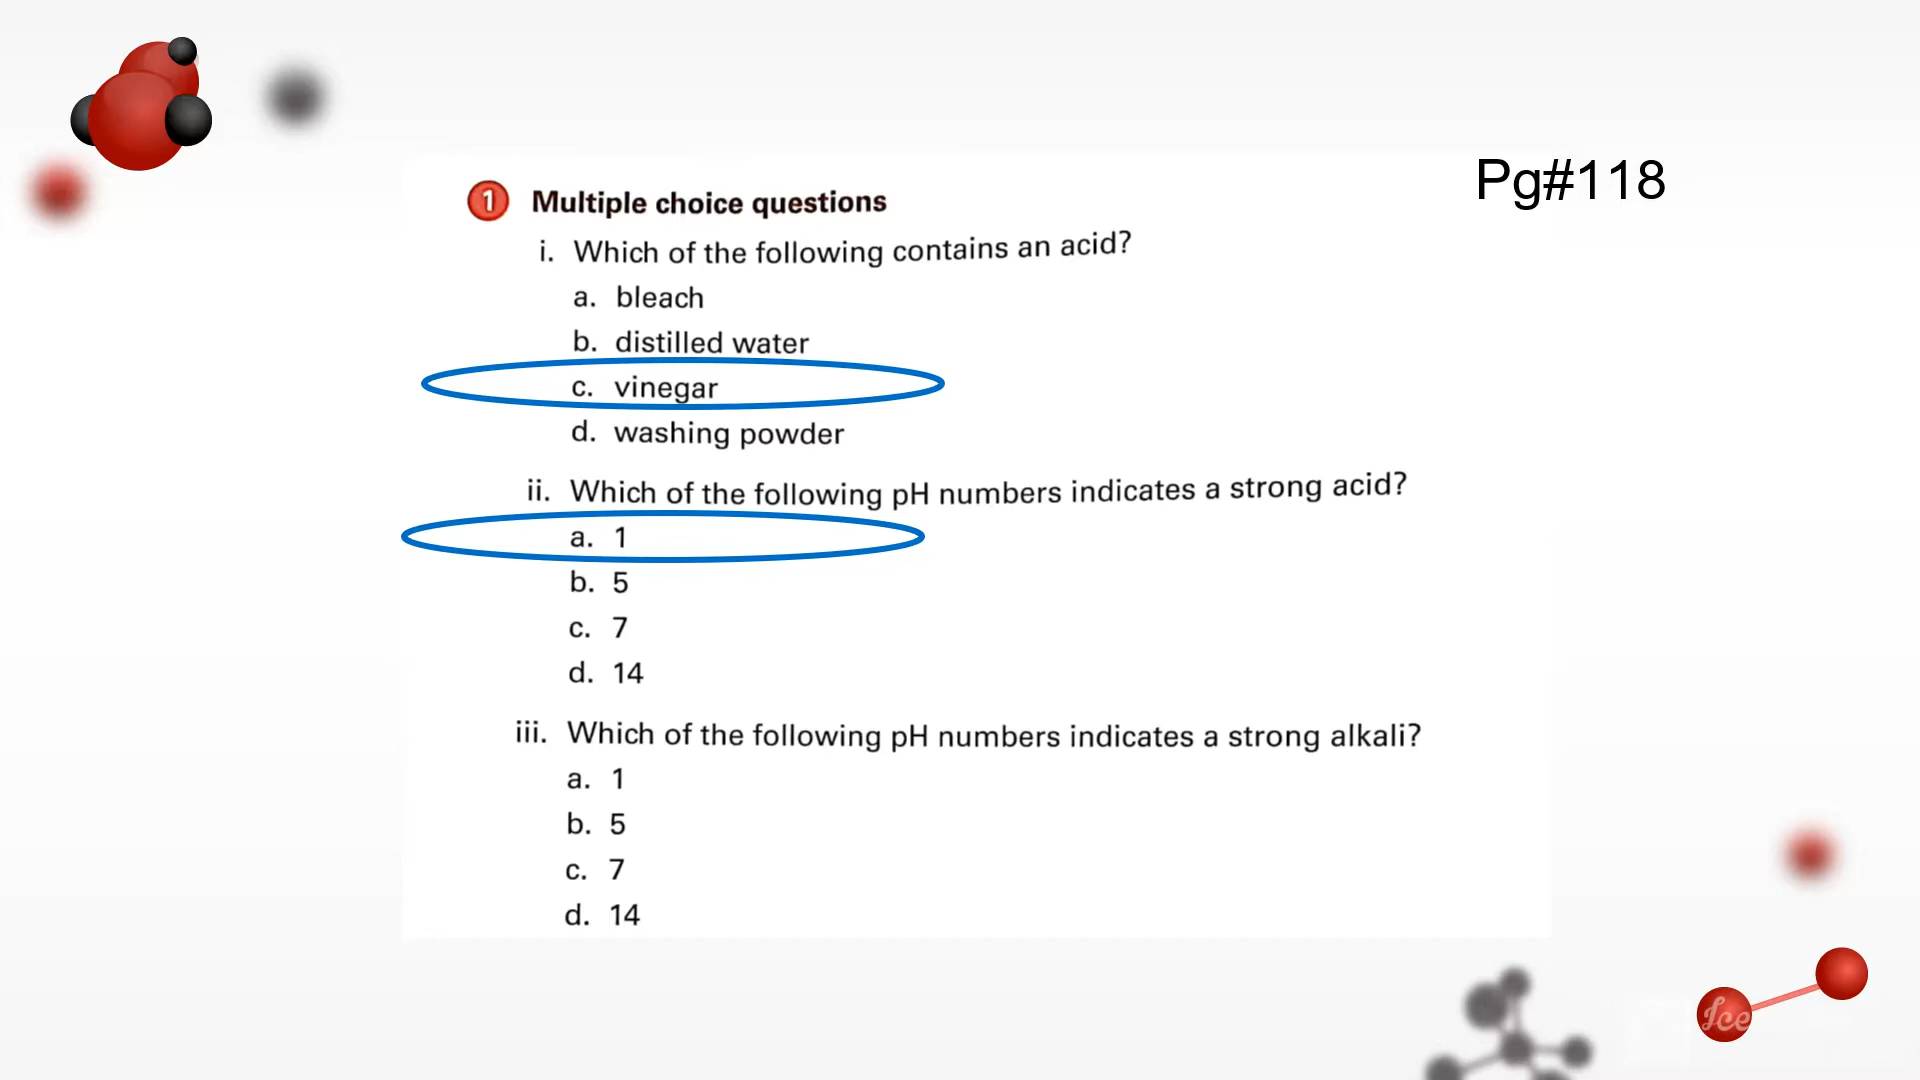 Pg#118
1 Multiple choice questions
i. Which of the following contains an acid?
a. bleach
b. distilled water
c. vinegar
d. washing powder
ii. Which of the following pH numbers indicates a strong acid?
a. 1
b. 5
c. 7
d. 14
iii. Which of the following pH numbers indicates a strong alkali?
a. 1
b. 5
c. 7
d. 14
Ice